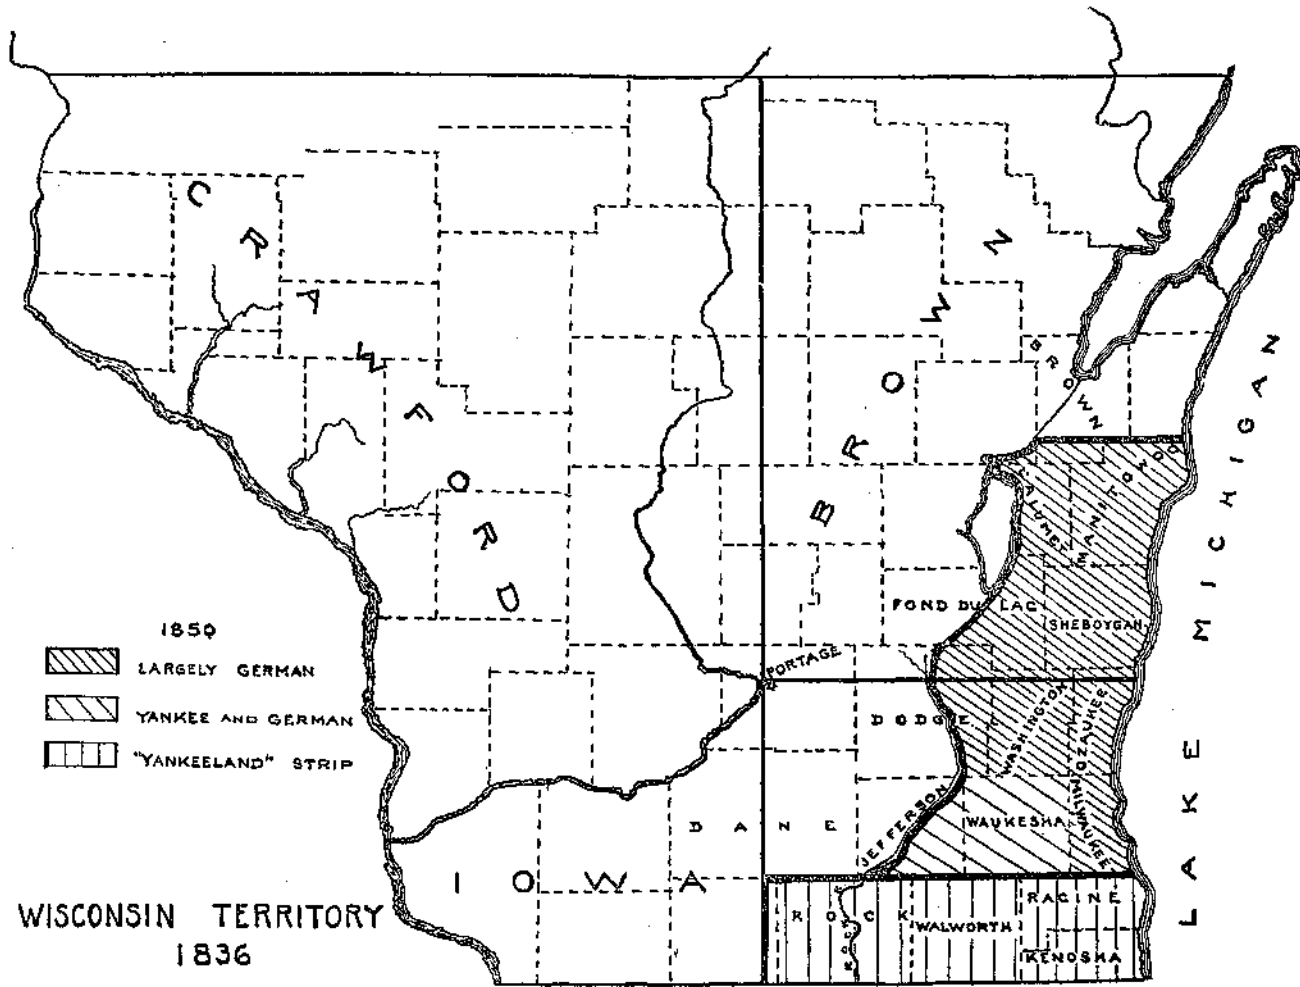 CRAWFORD
BROWN
BROWN
MANITOWOC
CALUMET
FOND DU LAC
SHEBOYGAN
1850
LARGELY GERMAN
YANKEE AND GERMAN
"YANKEELAND" STRIP
PORTAGE
DODGE
WASHINGTON
OZAUKEE
DANE
JEFFERSON
WAUKESHA
MILWAUKEE
IOWA
WISCONSIN TERRITORY
1836
ROCK
ROCK
WALWORTH
RACINE
KENOSHA
LAKE MICHIGAN